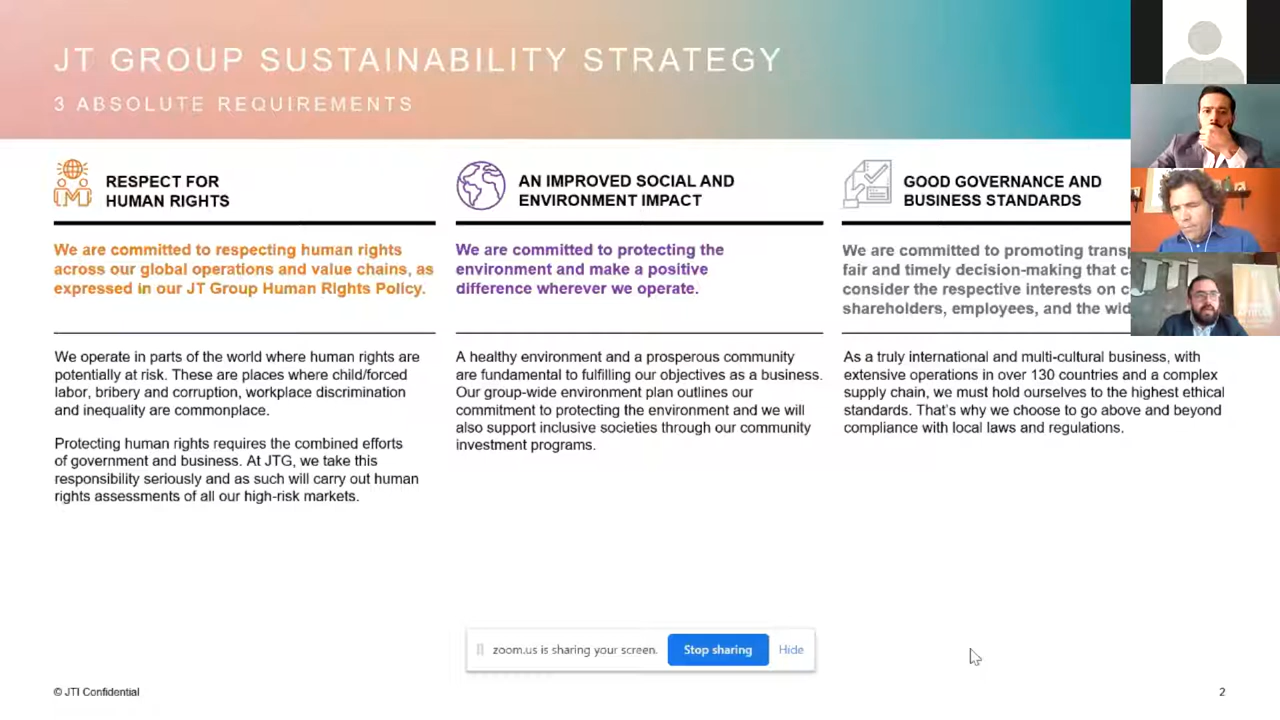 JT GROUP SUSTAINABILITY STRATEGY
3 ABSOLUTE REQUIREMENTS
RESPECT FOR
HUMAN RIGHTS
We are committed to respecting human rights
across our global operations and value chains, as
expressed in our JT Group Human Rights Policy.
We operate in parts of the world where human rights are
potentially at risk. These are places where child/forced
labor, bribery and corruption, workplace discrimination
and inequality are commonplace.
Protecting human rights requires the combined efforts
of government and business. At JTG, we take this
responsibility seriously and as such will carry out human
rights assessments of all our high-risk markets.
AN IMPROVED SOCIAL AND
ENVIRONMENT IMPACT
We are committed to protecting the
environment and make a positive
difference wherever we operate.
A healthy environment and a prosperous community
are fundamental to fulfilling our objectives as a business.
Our group-wide environment plan outlines our
commitment to protecting the environment and we will
also support inclusive societies through our community
investment programs.
GOOD GOVERNANCE AND
BUSINESS STANDARDS
We are committed to promoting
fair and timely decision-making that
consider the respective interests on
shareholders, employees, and the
As a truly international and multi-cultural business, with
extensive operations in over 130 countries and a complex
supply chain, we must hold ourselves to the highest ethical
standards. That's why we choose to go above and beyond
compliance with local laws and regulations.
zoom.us is sharing your screen.
Stop sharing
Hide
© JTI Confidential
2